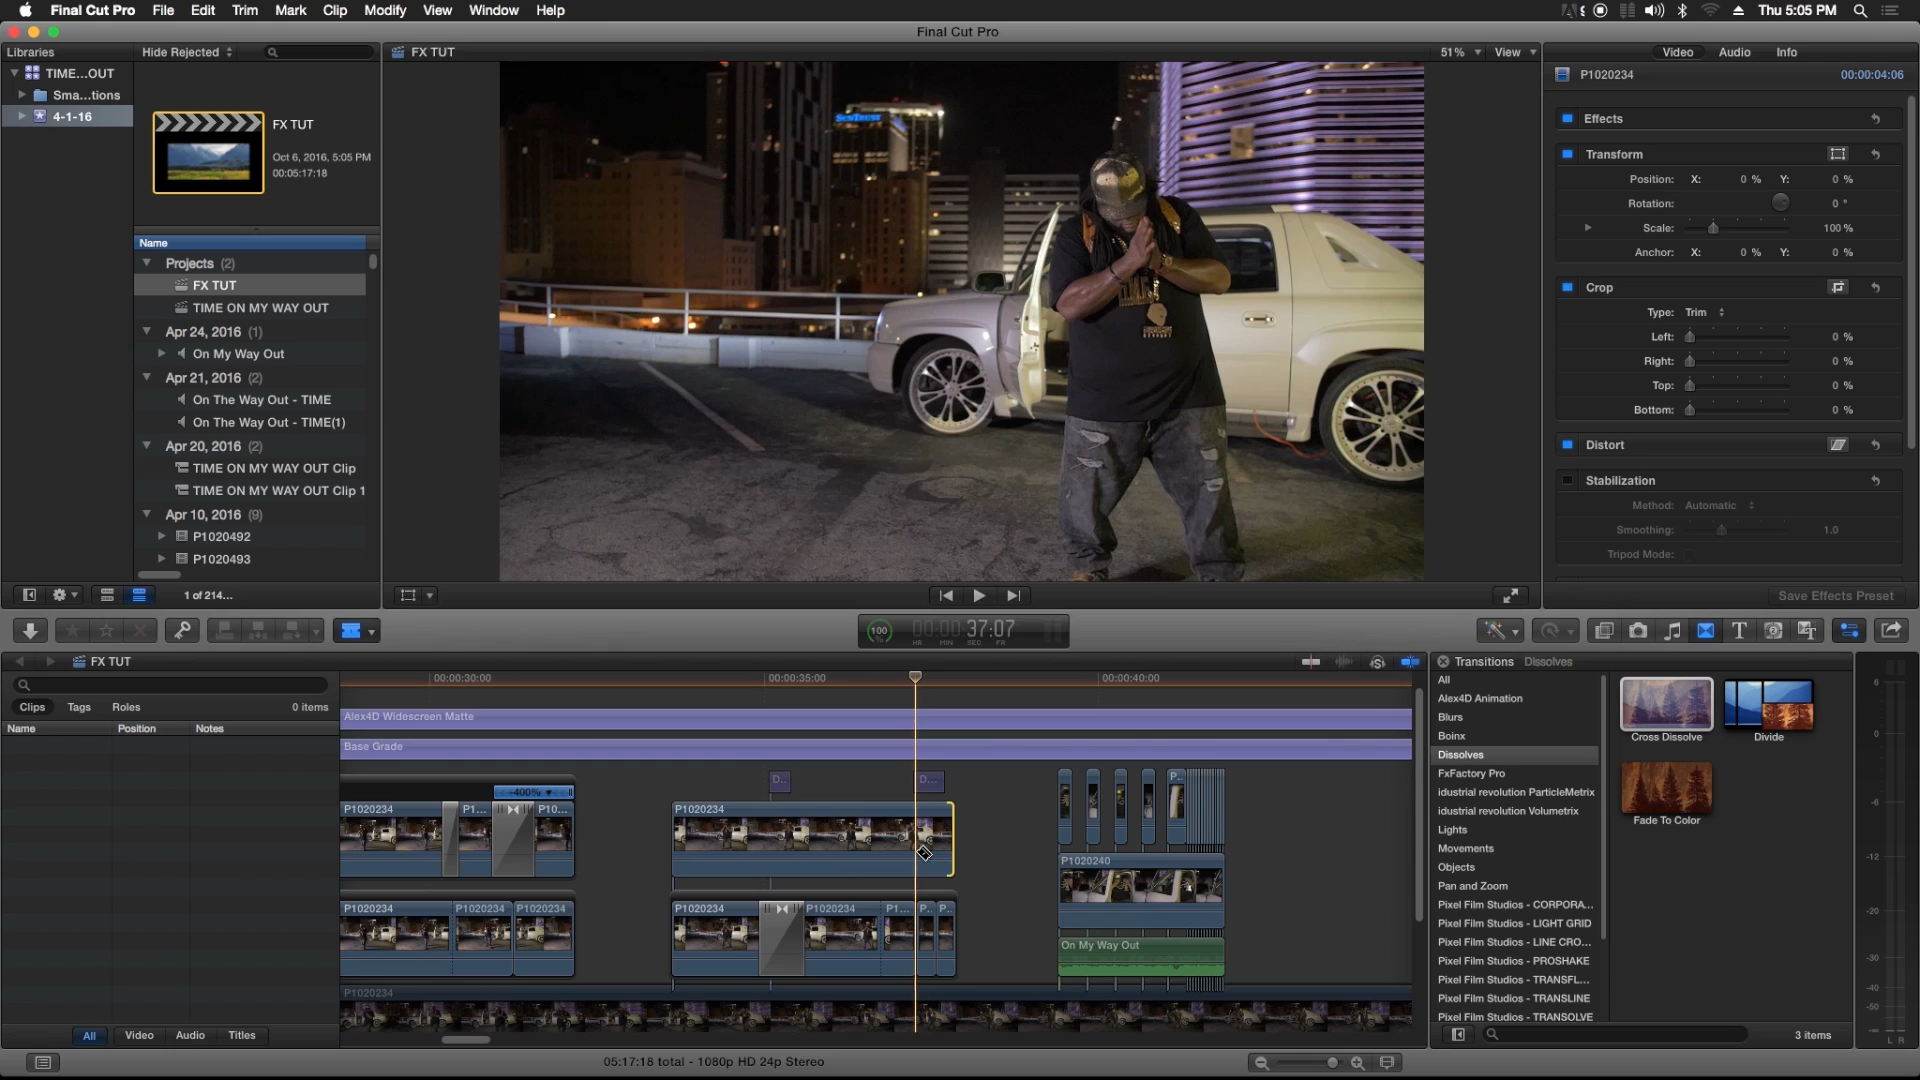 Final Cut Pro File Edit Trim Mark Clip Modify View Window Help
Thu 5:05 PM
Final Cut Pro
Libraries
TIME...OUT
Sma...tions
4-1-16
Hide Rejected
FX TUT
Oct 6, 2016, 5:05 PM
00:05:17:18
Name
Projects (2)
FX TUT
TIME ON MY WAY OUT
Apr 24, 2016 (1)
On My Way Out
Apr 21, 2016 (2)
On The Way Out - TIME
On The Way Out - TIME(1)
Apr 20, 2016 (2)
TIME ON MY WAY OUT Clip
TIME ON MY WAY OUT Clip 1
Apr 10, 2016 (9)
P1020492
P1020493
1 of 214...
FX TUT
51% View
SUNTRUST
Video Audio Info
P1020234 00:00:04:06
Effects
Transform
Position: X: 0 % Y: 0 %
Rotation: 0 °
Scale: 100 %
Anchor: X: 0 % Y: 0 %
Crop
Type: Trim
Left: 0 %
Right: 0 %
Top: 0 %
Bottom: 0 %
Distort
Stabilization
Method: Automatic
Smoothing: 1.0
Tripod Mode:
Save Effects Preset
100 00:00:37:07
HR MIN SEC FR
FX TUT
Clips Tags Roles 0 items
Name Position Notes
All Video Audio Titles
00:00:30:00 00:00:35:00 00:00:40:00
Alex4D Widescreen Matte
Base Grade
D... D...
-400%
P1020234 P1... P10... P1020234 P...
P1020240
P1020234 P1020234 P1020234 P1020234 P1020234 P1... P.. P..
On My Way Out
P1020234
05:17:18 total - 1080p HD 24p Stereo
Transitions Dissolves
All
Alex4D Animation
Blurs
Boinx
Dissolves
FxFactory Pro
idustrial revolution ParticleMetrix
idustrial revolution Volumetrix
Lights
Movements
Objects
Pan and Zoom
Pixel Film Studios - CORPORA...
Pixel Film Studios - LIGHT GRID
Pixel Film Studios - LINE CRO...
Pixel Film Studios - PROSHAKE
Pixel Film Studios - TRANSFL...
Pixel Film Studios - TRANSLINE
Pixel Film Studios - TRANSOLVE
Cross Dissolve
Divide
Fade To Color
3 items
6
0
-6
-12
-20
-30
-40
-50
L R